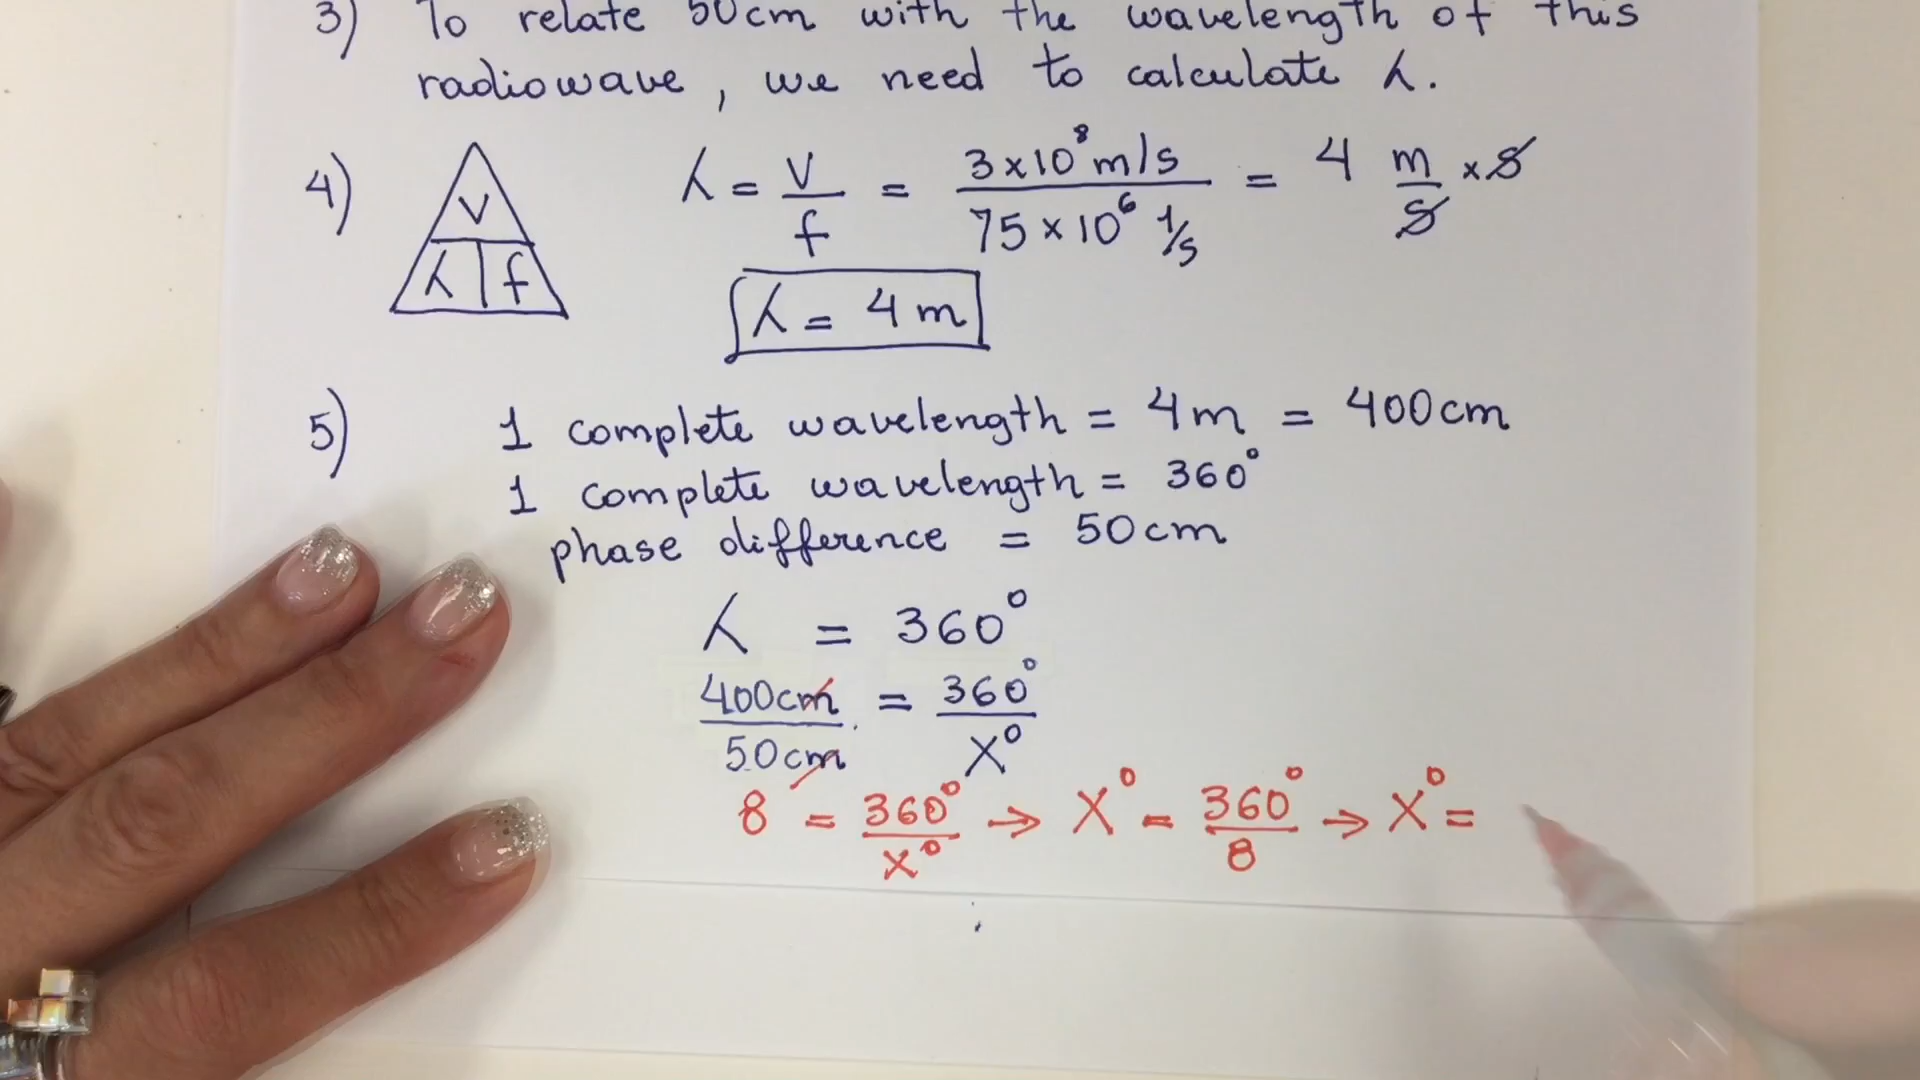 3) To relate 50cm with the wavelength of this
radiowave, we need to calculate λ.
4) V λ f λ = V/f = 3×10⁸ m/s / 75×10⁶ 1/s = 4 m/s × s
λ = 4m
5) 1 complete wavelength = 4m = 400cm
1 complete wavelength = 360°
phase difference = 50cm
λ = 360°
400cm/50cm = 360°/X°
8 = 360°/X° → X° = 360°/8 → X° =